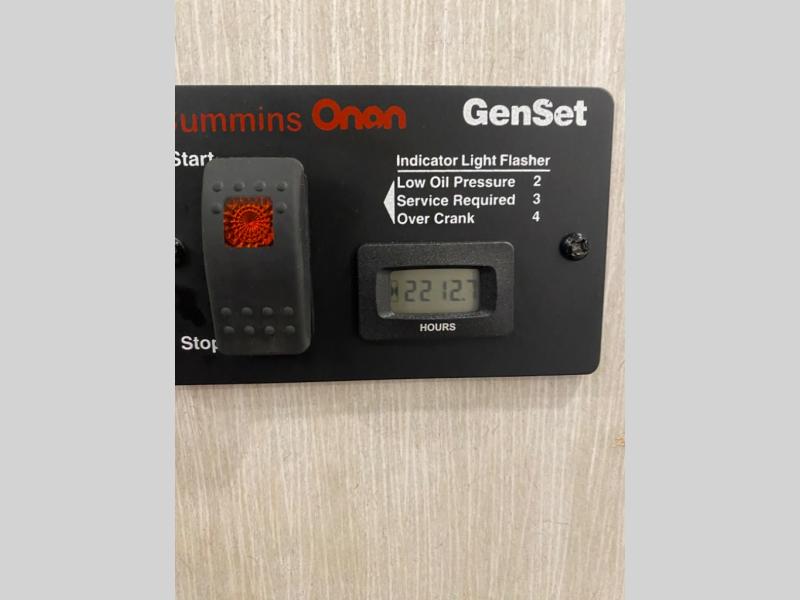 Cummins Onan GenSet
Start
Indicator Light Flasher
Low Oil Pressure 2
Service Required 3
Over Crank 4
2212.7
HOURS
Stop